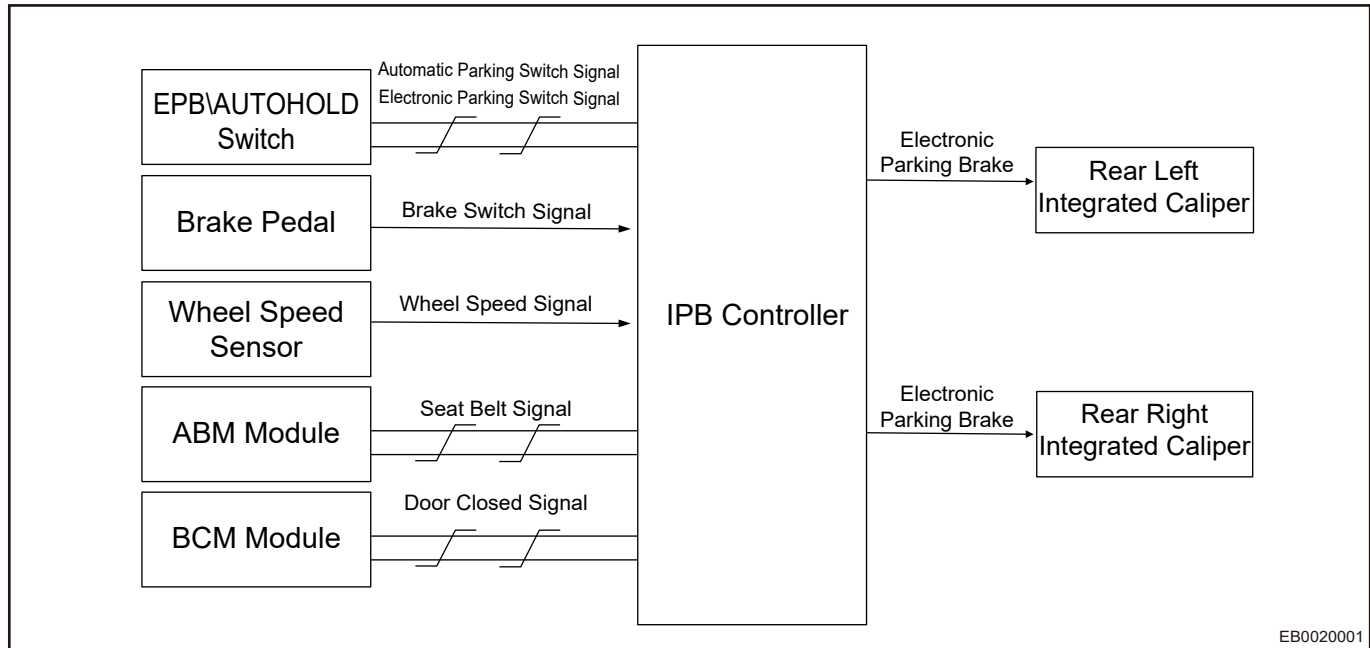 EPB\AUTOHOLD
Switch
Automatic Parking Switch Signal
Electronic Parking Switch Signal
Brake Pedal
Brake Switch Signal
Wheel Speed
Sensor
Wheel Speed Signal
ABM Module
Seat Belt Signal
BCM Module
Door Closed Signal
IPB Controller
Electronic
Parking Brake
Rear Left
Integrated Caliper
Electronic
Parking Brake
Rear Right
Integrated Caliper
EB0020001